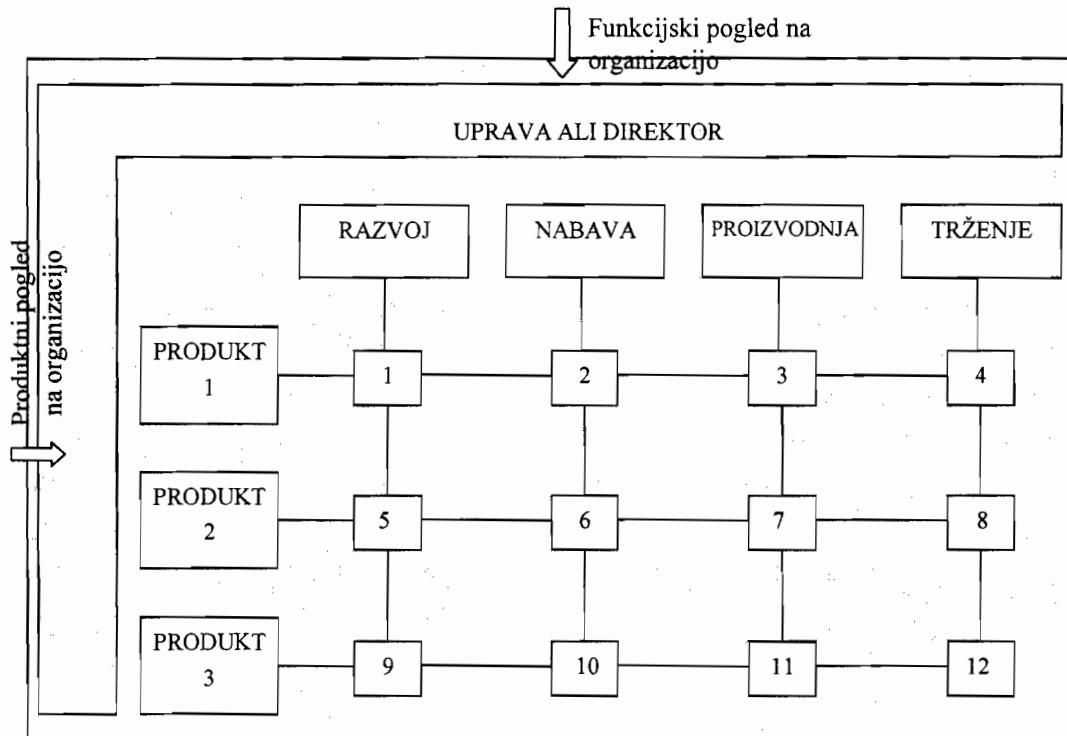 Funkcijski pogled na
organizacijo
UPRAVA ALI DIREKTOR
Produktni pogled
na organizacijo
RAZVOJ
NABAVA
PROIZVODNJA
TRŽENJE
PRODUKT
1
1
2
3
4
PRODUKT
2
5
6
7
8
PRODUKT
3
9
10
11
12